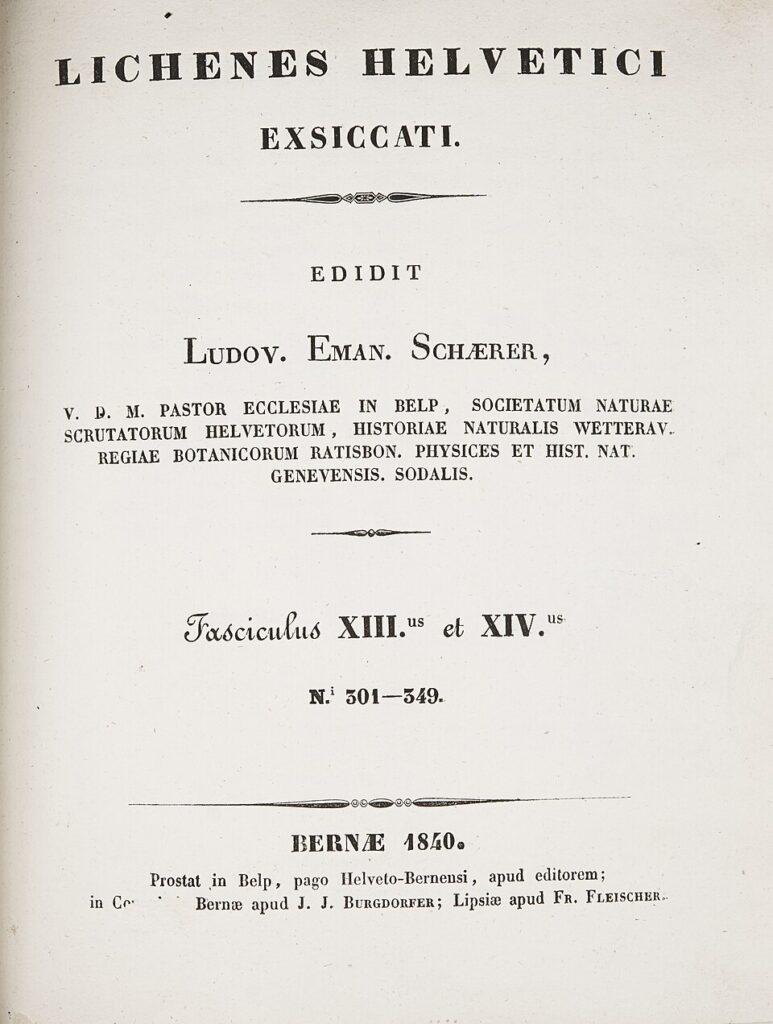 LICHENES HELVETICI
EXSICCATI.
EDIDIT
LUDOV. EMAN. SCHÆRER,
V. D. M. PASTOR ECCLESIAE IN BELP, SOCIETATUM NATURAE
SCRUTATORUM HELVETORUM, HISTORIAE NATURALIS WETTERAV.
REGIAE BOTANICORUM RATISBON. PHYSICES ET HIST. NAT.
GENEVENSIS. SODALIS.
Fasciculus XIII.us et XIV.us
N.i 301—349.
BERNÆ 1840.
Prostat in Belp, pago Helveto-Bernensi, apud editorem;
in Bernæ apud J. J. BURGDORFER; Lipsiæ apud FR. FLEISCHER.